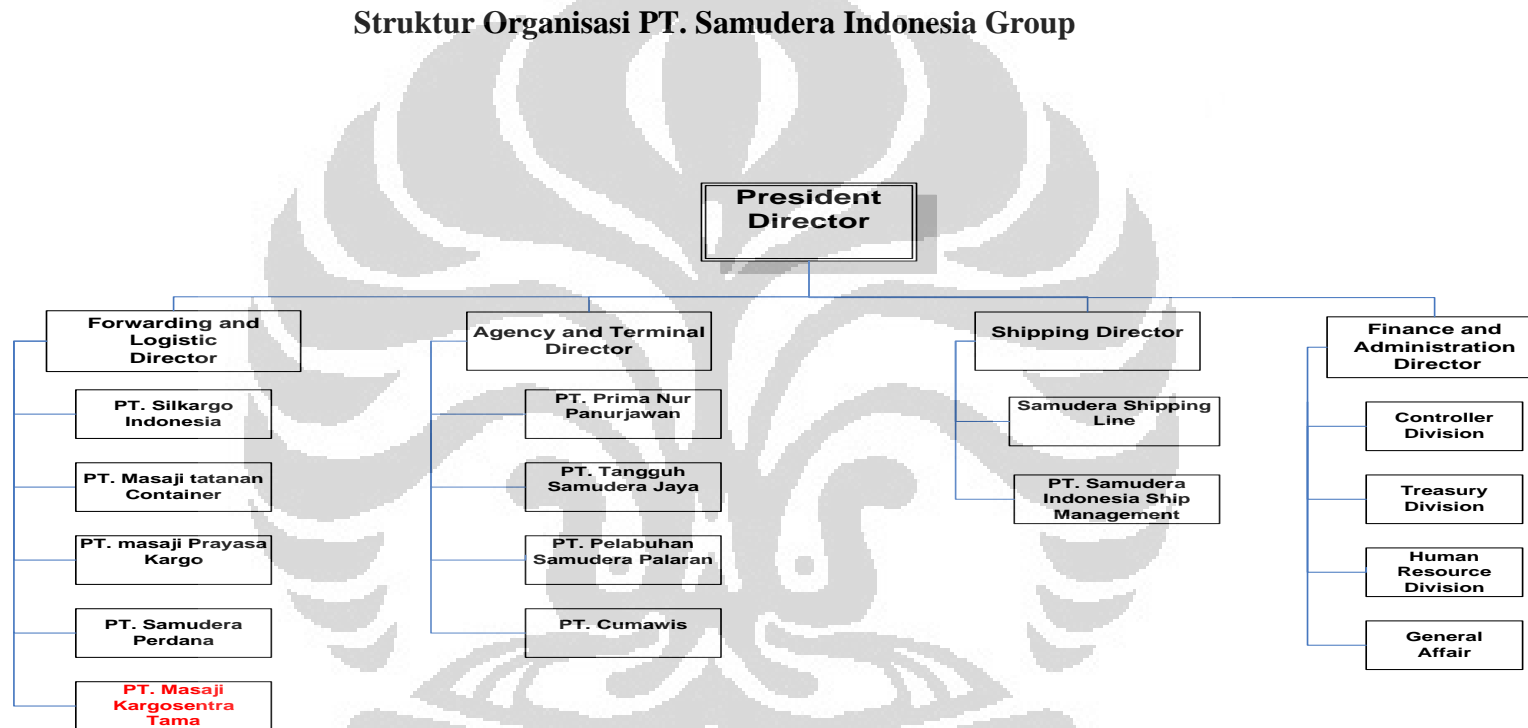 Struktur Organisasi PT. Samudera Indonesia Group
President
Director
Forwarding and
Logistic
Director
PT. Silkargo
Indonesia
PT. Masaji tatanan
Container
PT. masaji Prayasa
Kargo
PT. Samudera
Perdana
PT. Masaji
Kargosentra
Tama
Agency and Terminal
Director
PT. Prima Nur
Panurjawan
PT. Tangguh
Samudera Jaya
PT. Pelabuhan
Samudera Palaran
PT. Cumawis
Shipping Director
Samudera Shipping
Line
PT. Samudera
Indonesia Ship
Management
Finance and
Administration
Director
Controller
Division
Treasury
Division
Human
Resource
Division
General
Affair